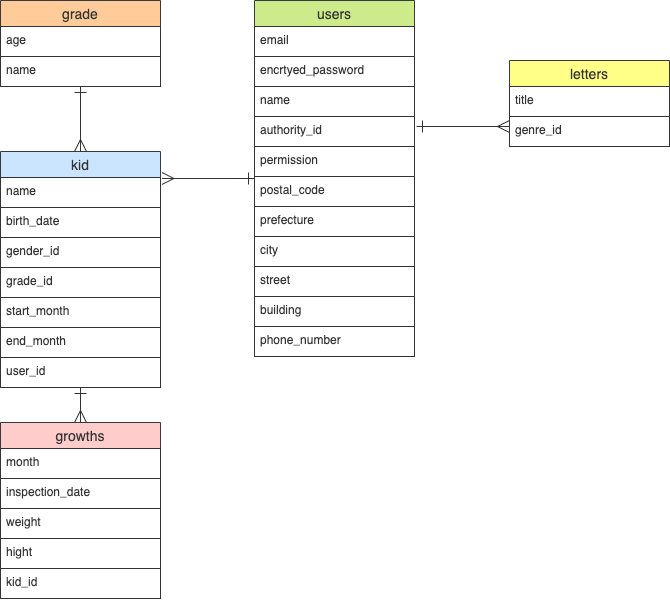 grade
age
name
kid
name
birth_date
gender_id
grade_id
start_month
end_month
user_id
growths
month
inspection_date
weight
hight
kid_id
users
email
encrtyed_password
name
authority_id
permission
postal_code
prefecture
city
street
building
phone_number
letters
title
genre_id